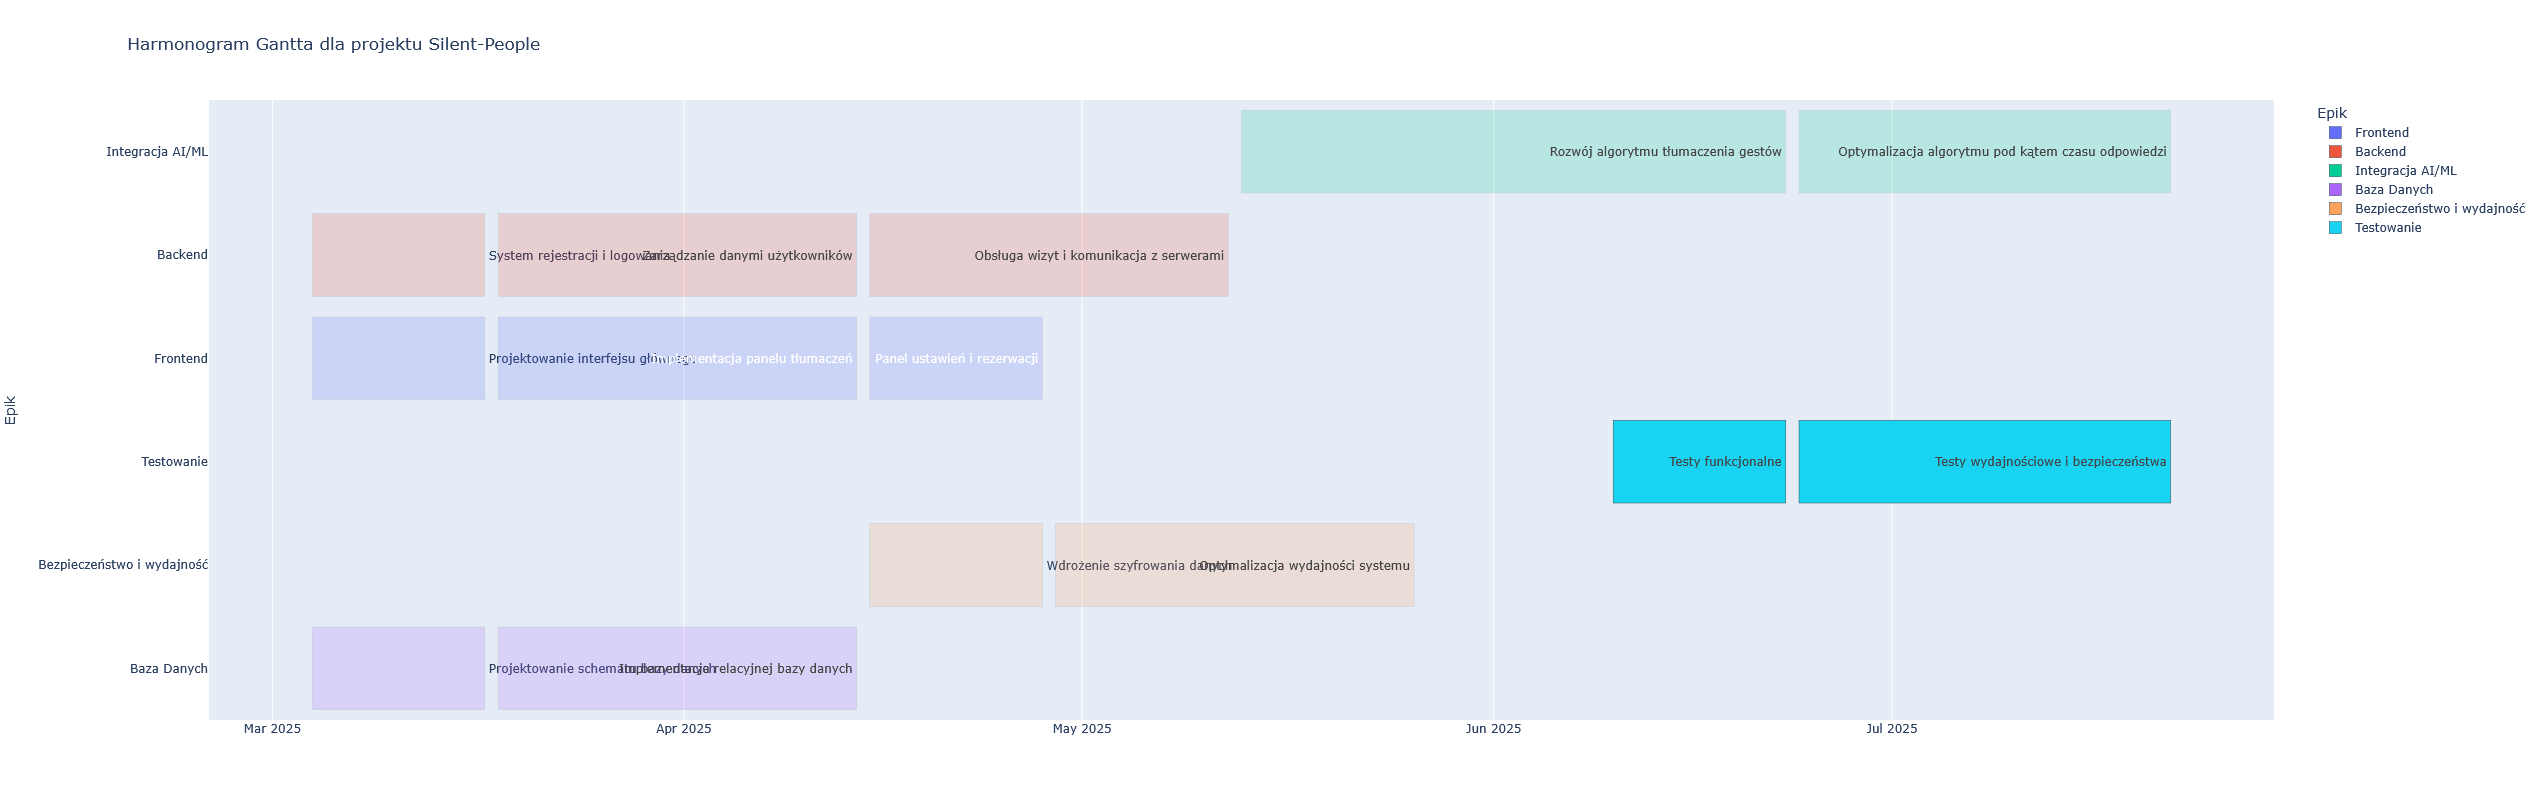 Harmonogram Gantta dla projektu Silent-People
Epik
Frontend
Backend
Integracja AI/ML
Baza Danych
Bezpieczeństwo i wydajność
Testowanie
Epik
Integracja AI/ML
Rozwój algorytmu tłumaczenia gestów
Optymalizacja algorytmu pod kątem czasu odpowiedzi
Backend
System rejestracji i logowania
Zarządzanie danymi użytkowników
Obsługa wizyt i komunikacja z serwerami
Frontend
Projektowanie interfejsu
Implementacja panelu tłumaczeń
Panel ustawień i rezerwacji
Testowanie
Testy funkcjonalne
Testy wydajnościowe i bezpieczeństwa
Bezpieczeństwo i wydajność
Wdrożenie szyfrowania danych
Optymalizacja wydajności systemu
Baza Danych
Projektowanie schematu bazy danych
Implementacja relacyjnej bazy danych
Mar 2025
Apr 2025
May 2025
Jun 2025
Jul 2025